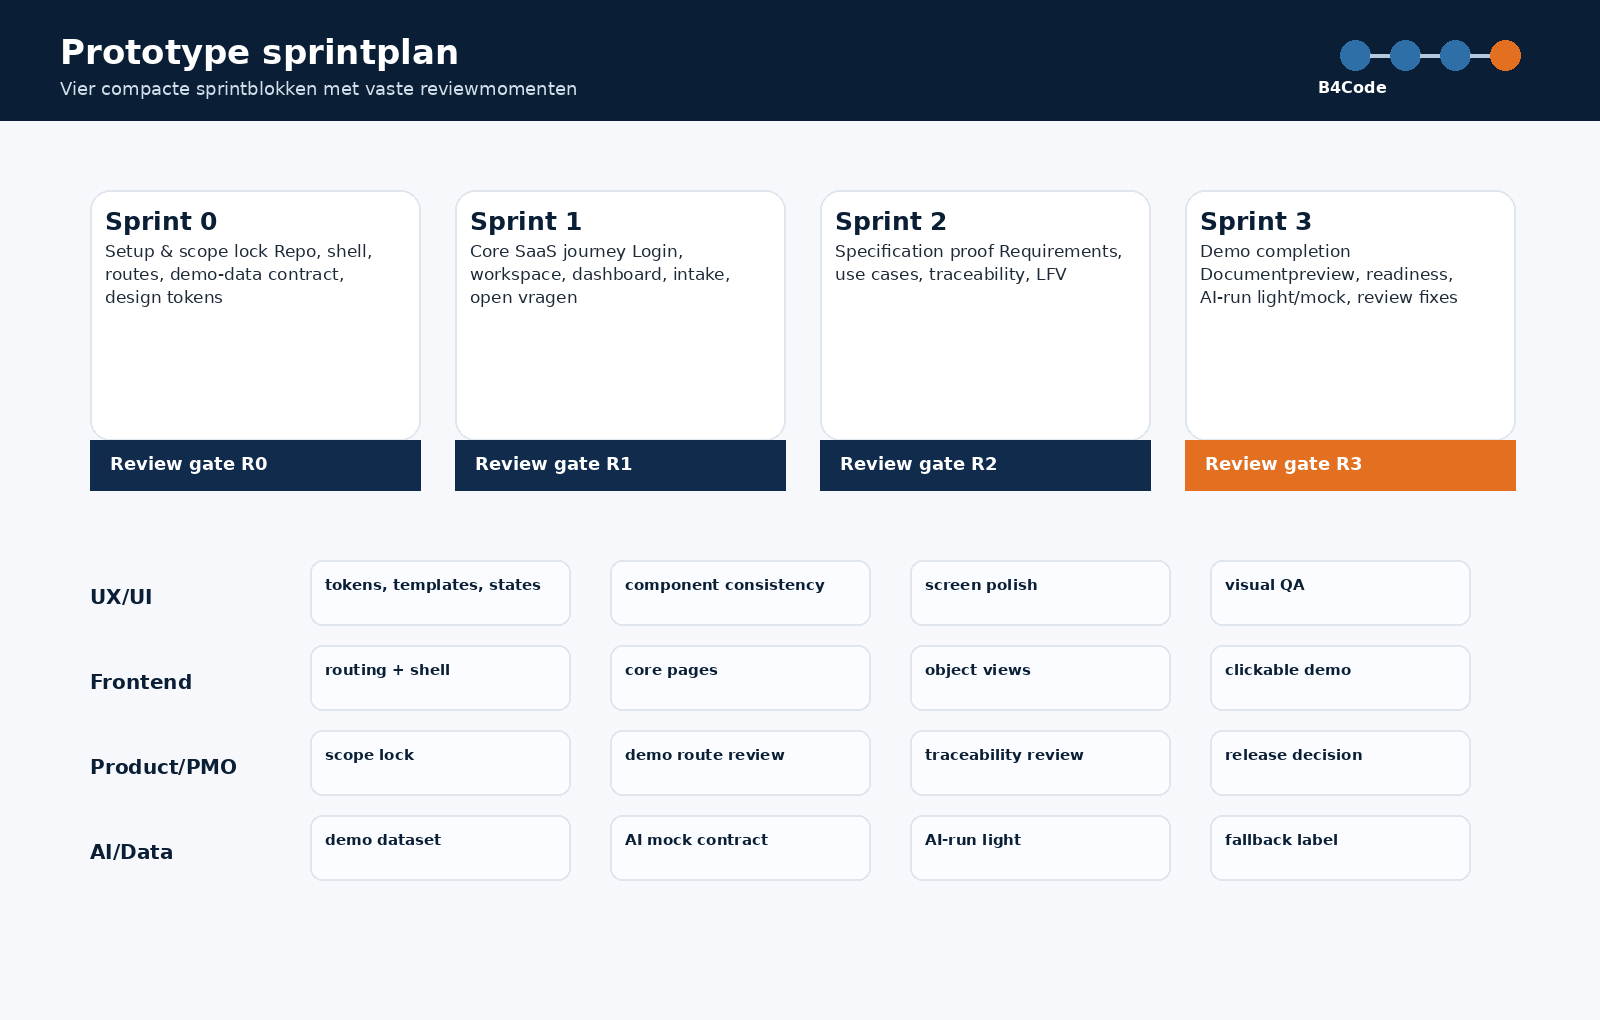 Prototype sprintplan
Vier compacte sprintblokken met vaste reviewmomenten
B4Code
Sprint 0
Setup & scope lock Repo, shell,
routes, demo-data contract,
design tokens
Review gate R0
Sprint 1
Core SaaS journey Login,
workspace, dashboard, intake,
open vragen
Review gate R1
Sprint 2
Specification proof Requirements,
use cases, traceability, LFV
Review gate R2
Sprint 3
Demo completion
Documentpreview, readiness,
AI-run light/mock, review fixes
Review gate R3
UX/UI
tokens, templates, states
component consistency
screen polish
visual QA
Frontend
routing + shell
core pages
object views
clickable demo
Product/PMO
scope lock
demo route review
traceability review
release decision
AI/Data
demo dataset
AI mock contract
AI-run light
fallback label